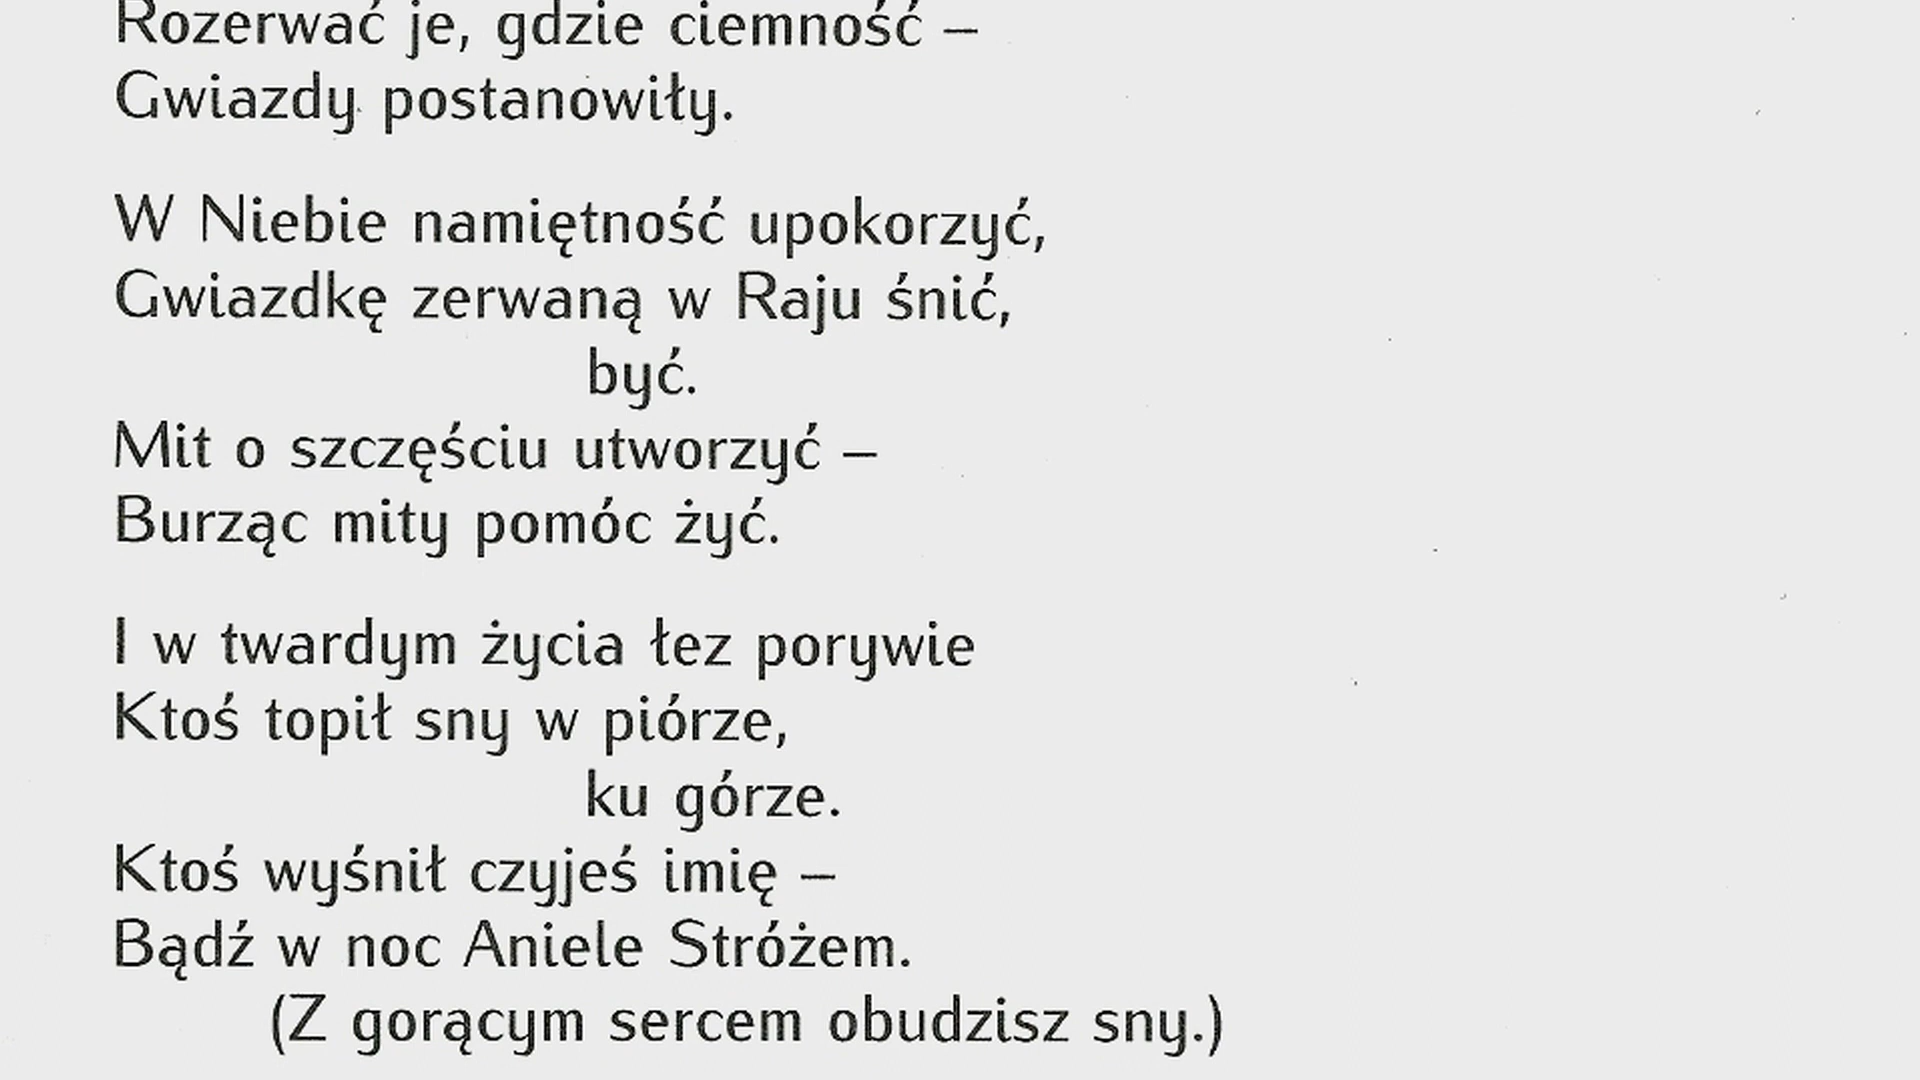 Rozerwać je, gdzie ciemność –
Gwiazdy postanowiły.
W Niebie namiętność upokorzyć,
Gwiazdkę zerwaną w Raju śnić,
być.
Mit o szczęściu utworzyć –
Burząc mity pomóc żyć.
I w twardym życia łez porywie
Ktoś topił sny w piórze,
ku górze.
Ktoś wyśnił czyjeś imię –
Bądź w noc Aniele Stróżem.
(Z gorącym sercem obudzisz sny.)